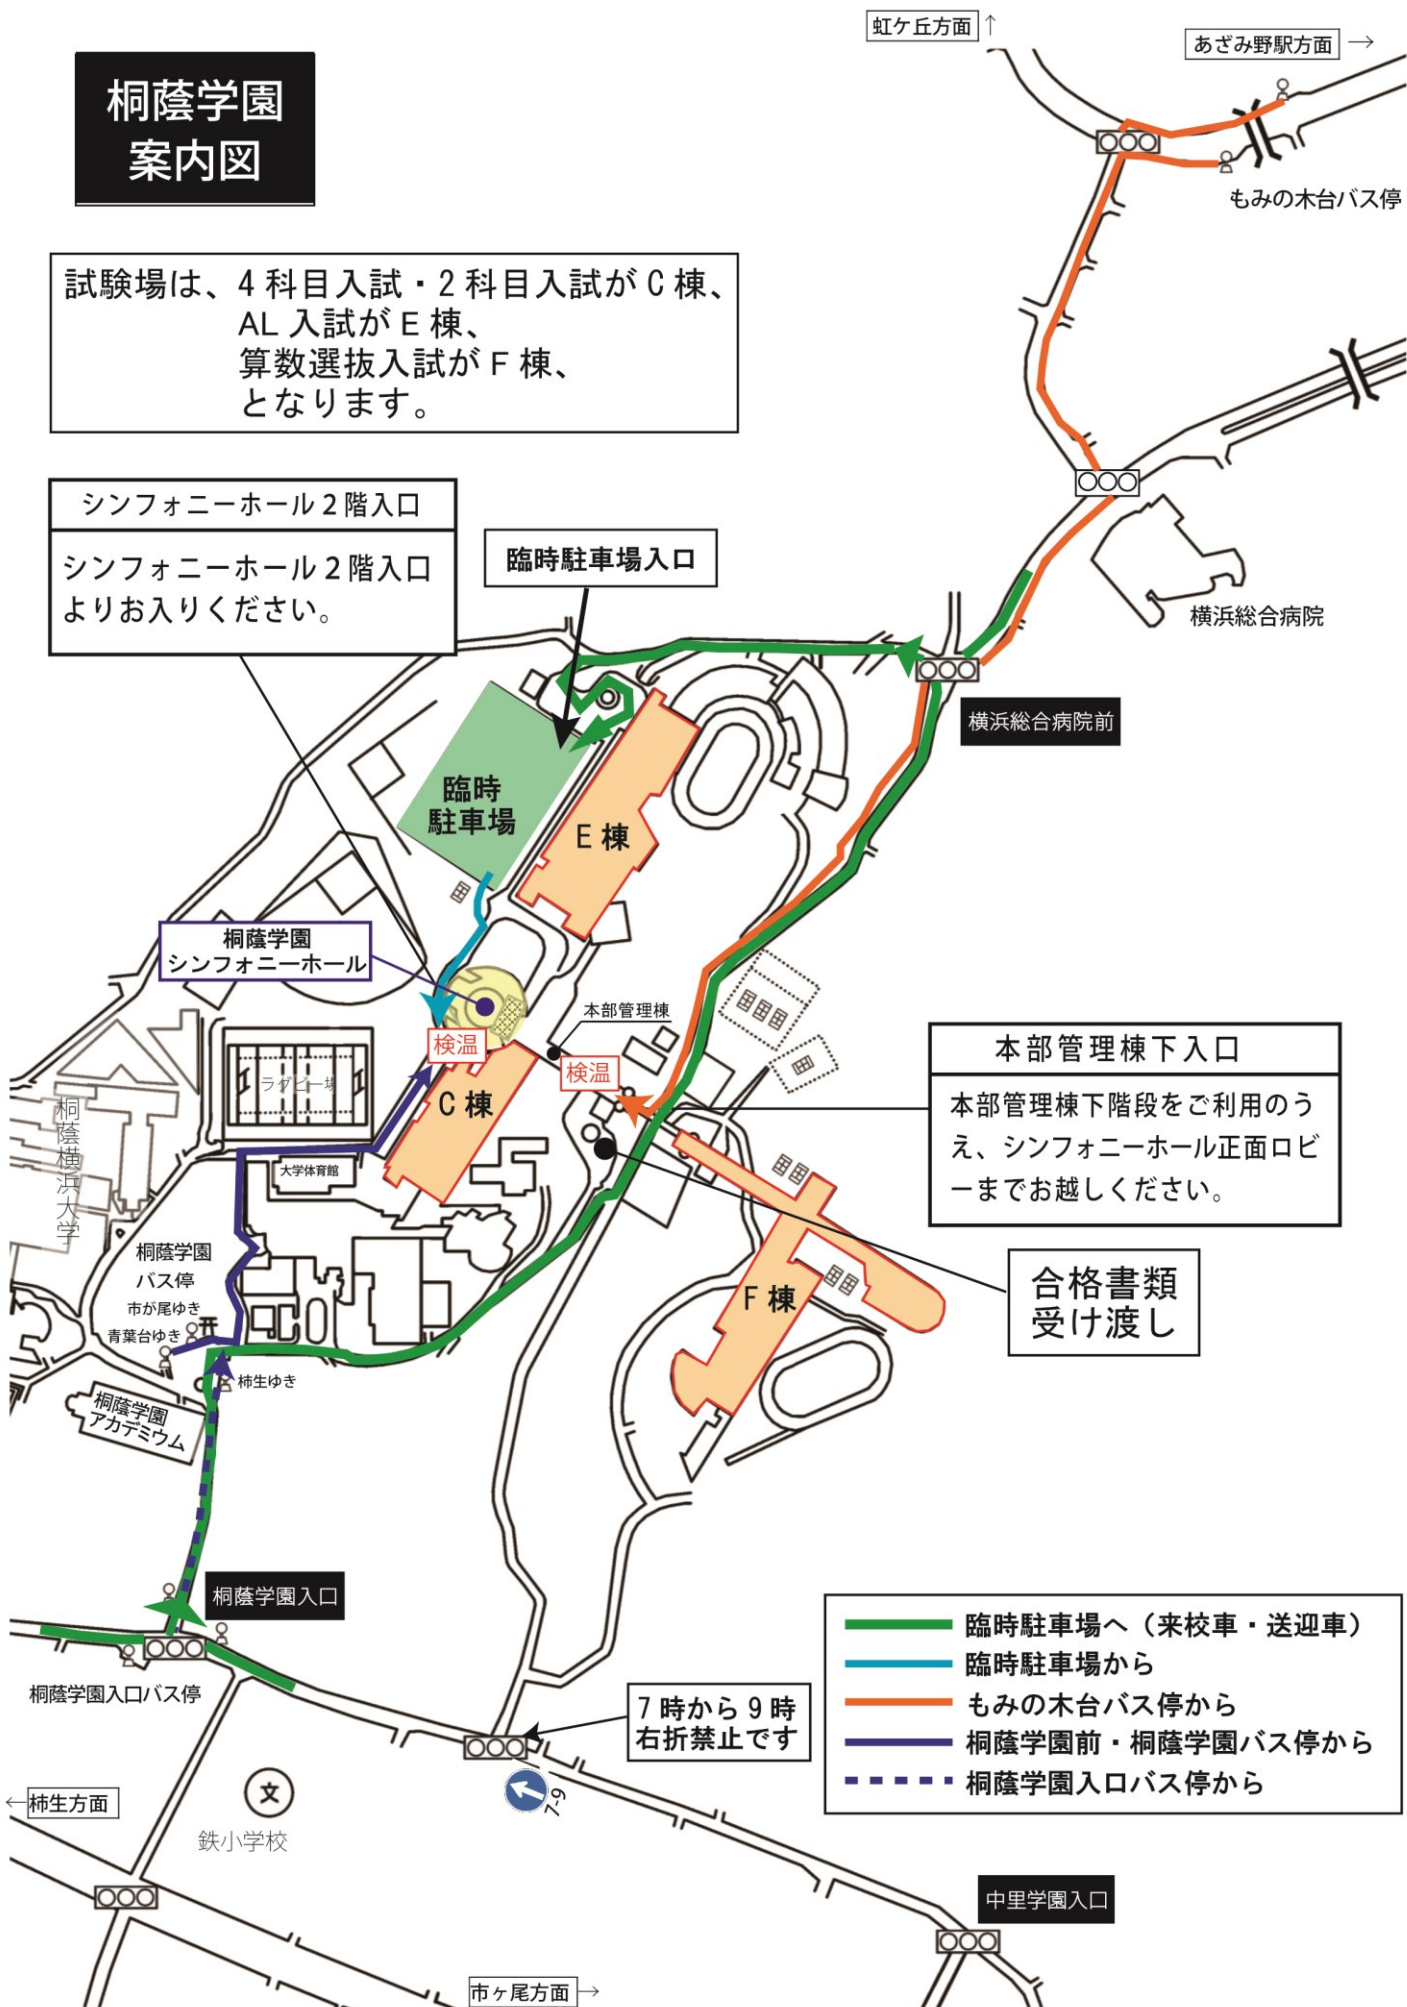 虹ケ丘方面 ↑
あざみ野駅方面 →
桐蔭学園
案内図
もみの木台バス停
試験場は、4科目入試・2科目入試がC棟、
AL入試がE棟、
算数選抜入試がF棟、
となります。
シンフォニーホール2階入口
シンフォニーホール2階入口
よりお入りください。
臨時駐車場入口
横浜総合病院
横浜総合病院前
臨時
駐車場
E棟
桐蔭学園
シンフォニーホール
本部管理棟
検温
検温
ラグビー場
C棟
本部管理棟下入口
本部管理棟下階段をご利用のう
え、シンフォニーホール正面ロビ
ーまでお越しください。
桐蔭横浜大学
大学体育館
桐蔭学園
バス停
市が尾ゆき
青葉台ゆき
柿生ゆき
F棟
合格書類
受け渡し
桐蔭学園
アカデミウム
桐蔭学園入口
桐蔭学園入口バス停
臨時駐車場へ（来校車・送迎車）
臨時駐車場から
もみの木台バス停から
桐蔭学園前・桐蔭学園バス停から
桐蔭学園入口バス停から
7時から9時
右折禁止です
7-9
←柿生方面
文
鉄小学校
中里学園入口
市ヶ尾方面→